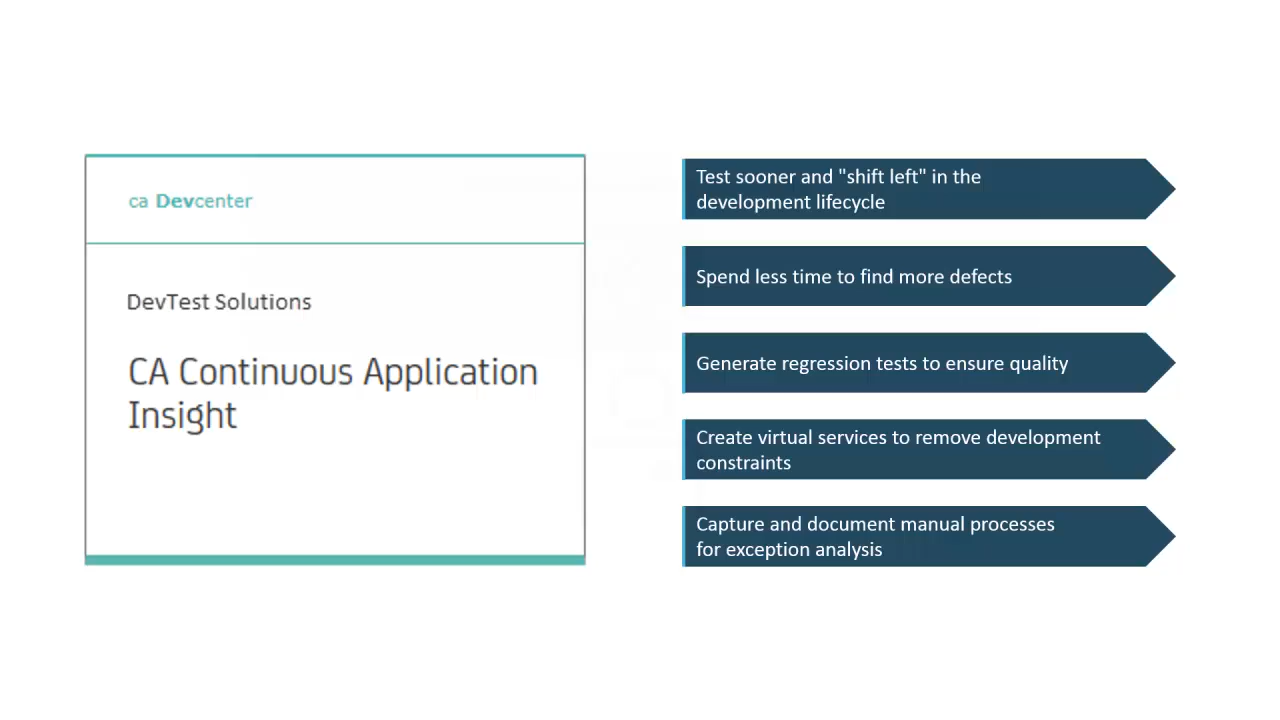 ca Devcenter
DevTest Solutions
CA Continuous Application
Insight
Test sooner and "shift left" in the
development lifecycle
Spend less time to find more defects
Generate regression tests to ensure quality
Create virtual services to remove development
constraints
Capture and document manual processes
for exception analysis